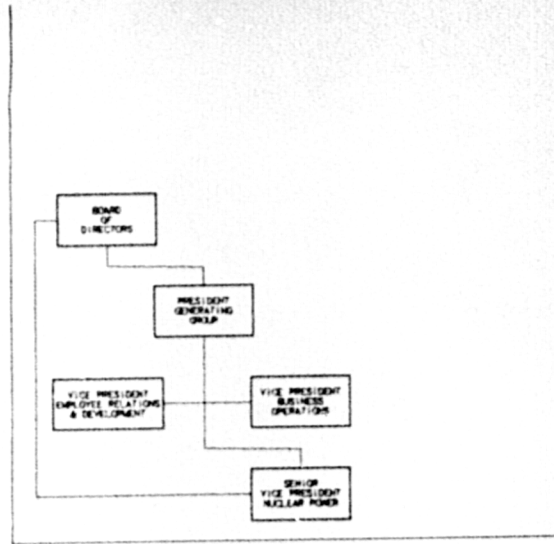 BOARD
OF
DIRECTORS
PRESIDENT
GENERATING
GROUP
VICE PRESIDENT
EMPLOYEE RELATIONS
& DEVELOPMENT
VICE PRESIDENT
BUSINESS
OPERATIONS
SENIOR
VICE PRESIDENT
NUCLEAR POWER